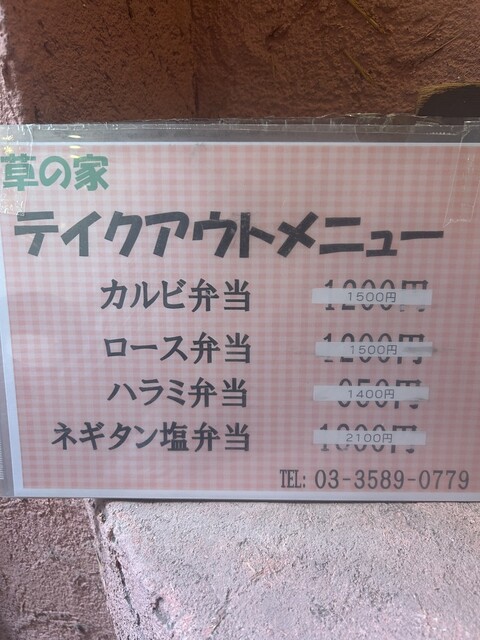 草の家
テイクアウトメニュー
カルビ弁当 1500円
ロース弁当 1500円
ハラミ弁当 1400円
ネギタン塩弁当 2100円
TEL: 03-3589-0779